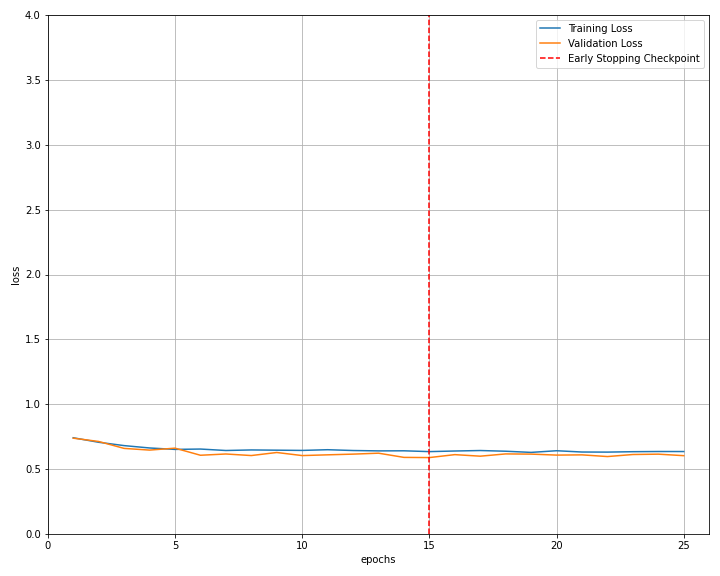 4.0
3.5
3.0
2.5
2.0
1.5
1.0
0.5
0.0
loss
0 5 10 15 20 25
epochs
Training Loss
Validation Loss
Early Stopping Checkpoint